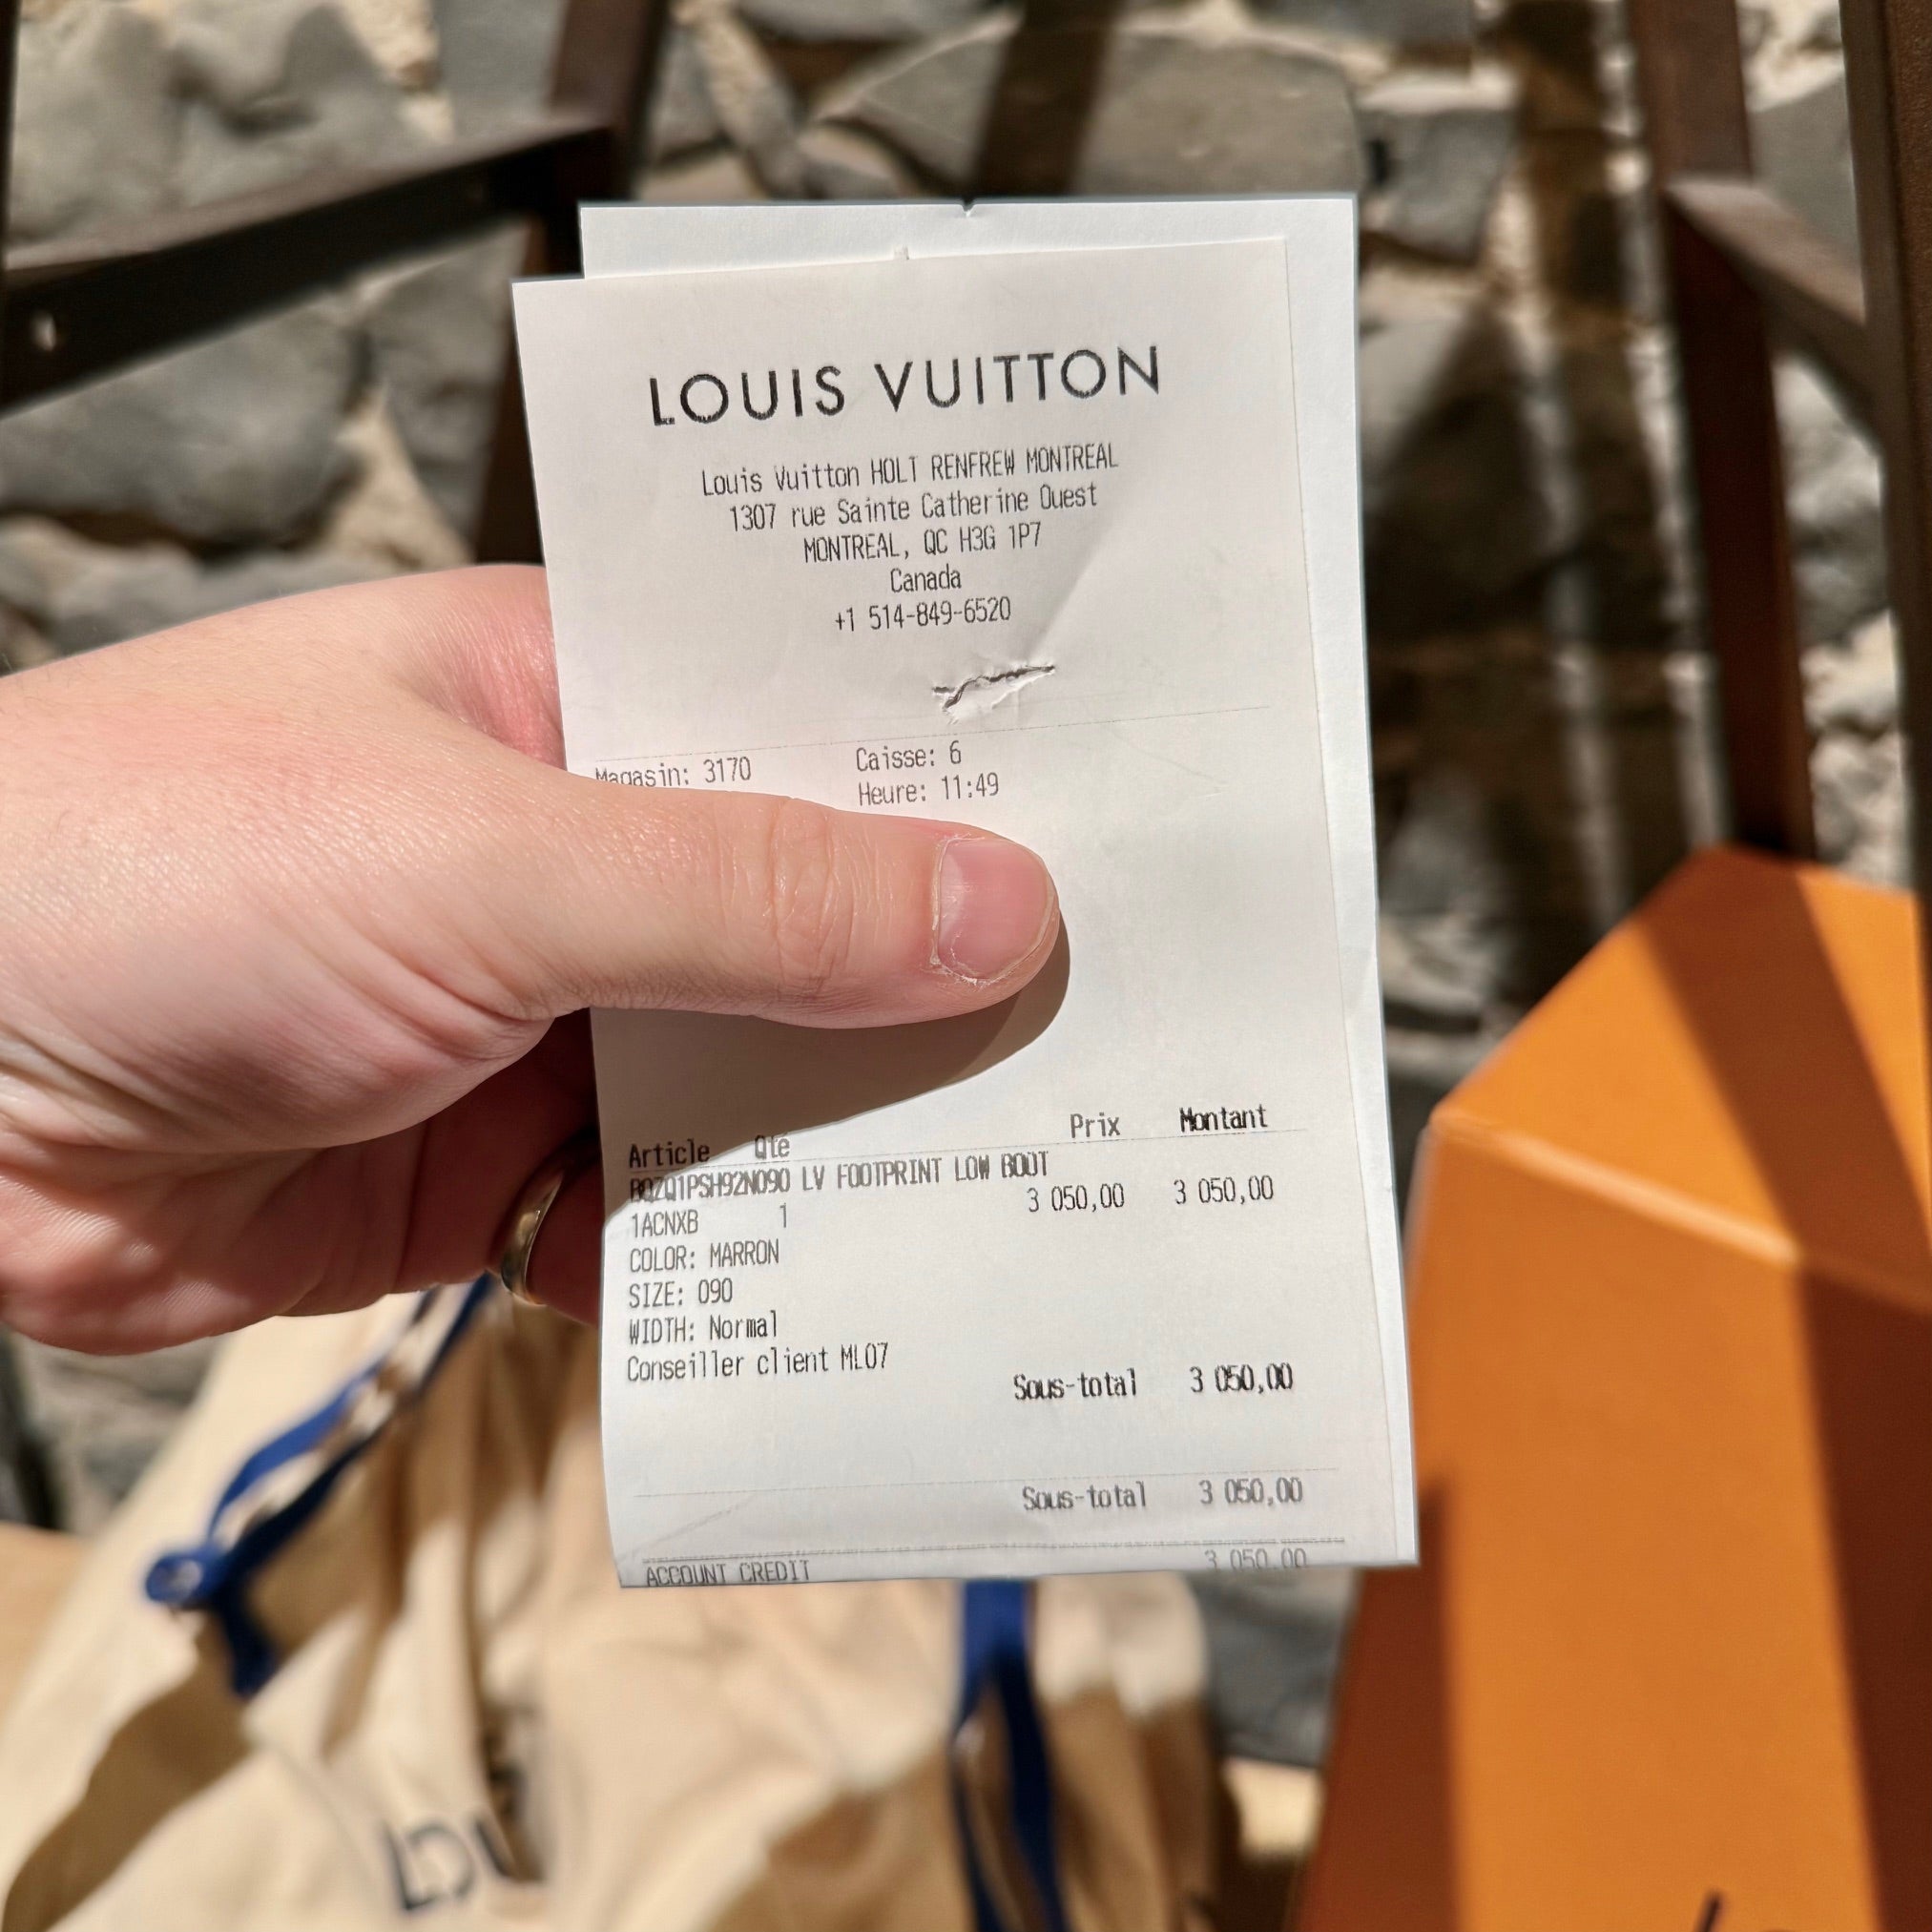 LOUIS VUITTON
Louis Vuitton HOLT RENFREW MONTREAL
1307 rue Sainte Catherine Ouest
MONTREAL, QC H3G 1P7
Canada
+1 514-849-6520
Magasin: 3170 Caisse: 6
Heure: 11:49
Article Qté Prix Montant
BQZQ1PSH92N090 LV FOOTPRINT LOW BOOT
1ACNXB 1 3 050,00 3 050,00
COLOR: MARRON
SIZE: 090
WIDTH: Normal
Conseiller client ML07
Sous-total 3 050,00
Sous-total 3 050,00
ACCOUNT CREDIT 3 050,00